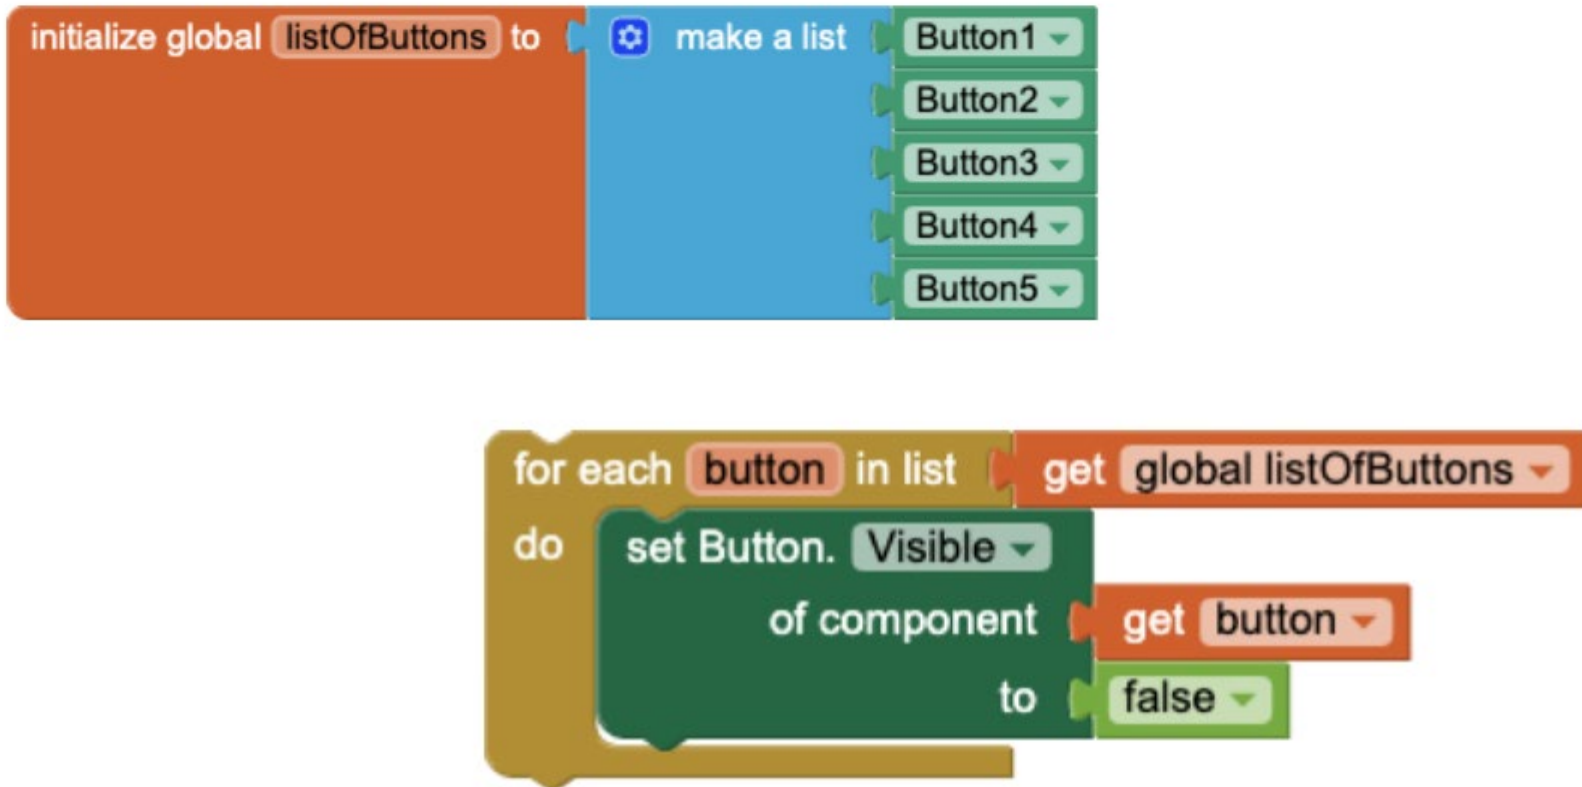 initialize global listOfButtons to make a list Button1
Button2
Button3
Button4
Button5
for each button in list get global listOfButtons
do set Button. Visible
of component get button
to false